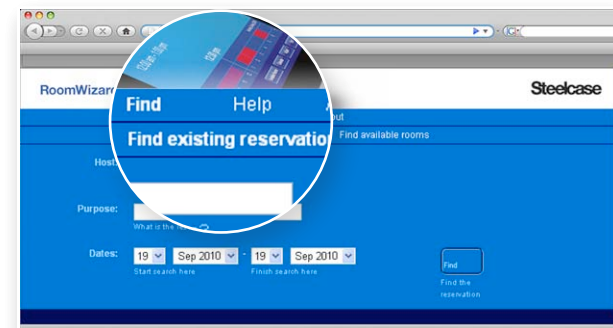 RoomWizard
Steelcase
Find Help
Find existing reservation Find available rooms
Host:
Purpose:
What is the
Dates: 19 Sep 2010 - 19 Sep 2010
Start search here Finish search here
Find
Find the
reservation